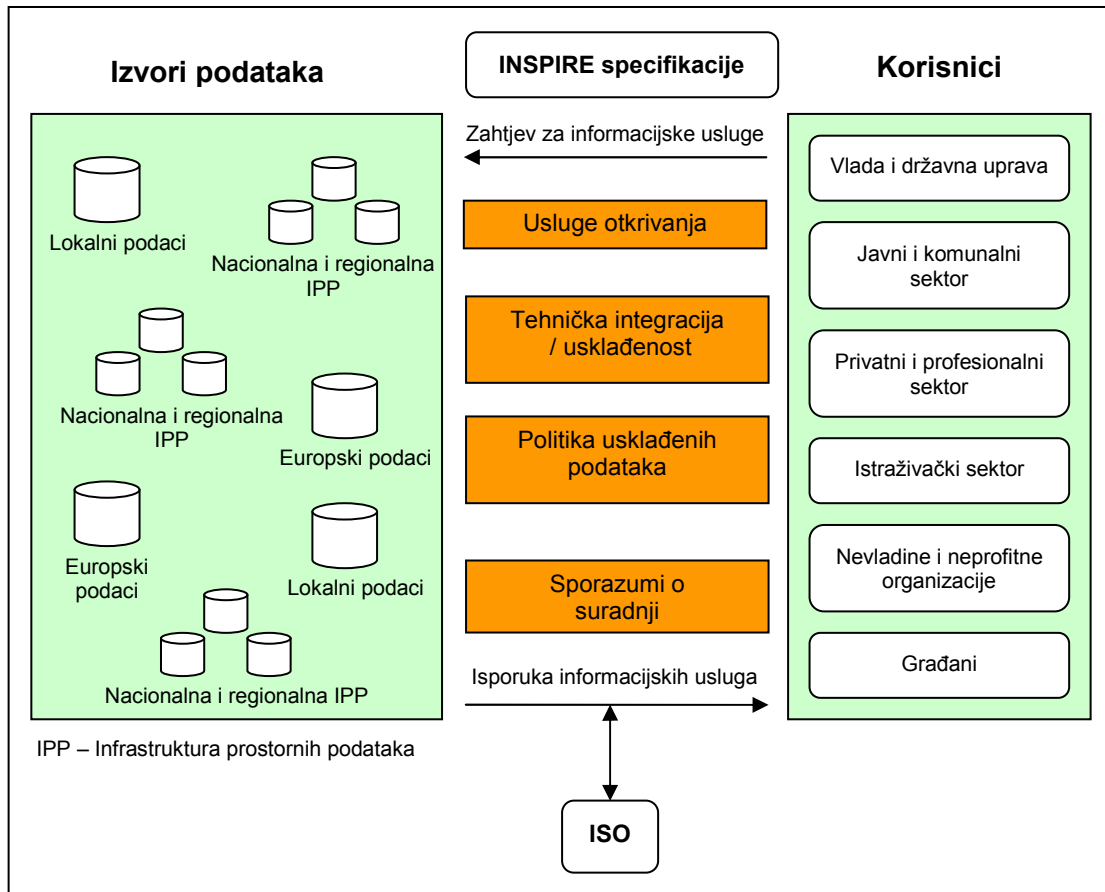 Izvori podataka
INSPIRE specifikacije
Korisnici
Lokalni podaci
Nacionalna i regionalna
IPP
Nacionalna i regionalna
IPP
Europski podaci
Europski
podaci
Lokalni podaci
Nacionalna i regionalna IPP
IPP – Infrastruktura prostornih podataka
Zahtjev za informacijske usluge
Usluge otkrivanja
Tehnička integracija
/ usklađenost
Politika usklađenih
podataka
Sporazumi o
suradnji
Isporuka informacijskih usluga
ISO
Vlada i državna uprava
Javni i komunalni
sektor
Privatni i profesionalni
sektor
Istraživački sektor
Nevladine i neprofitne
organizacije
Građani